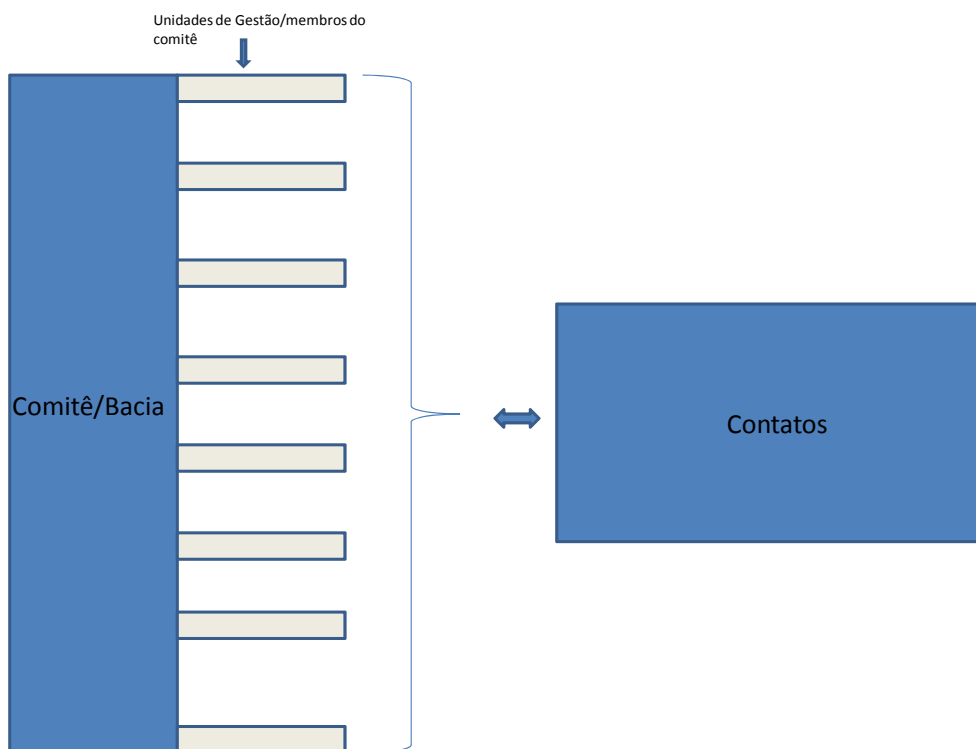 Unidades de Gestão/membros do
comitê
Comitê/Bacia
Contatos